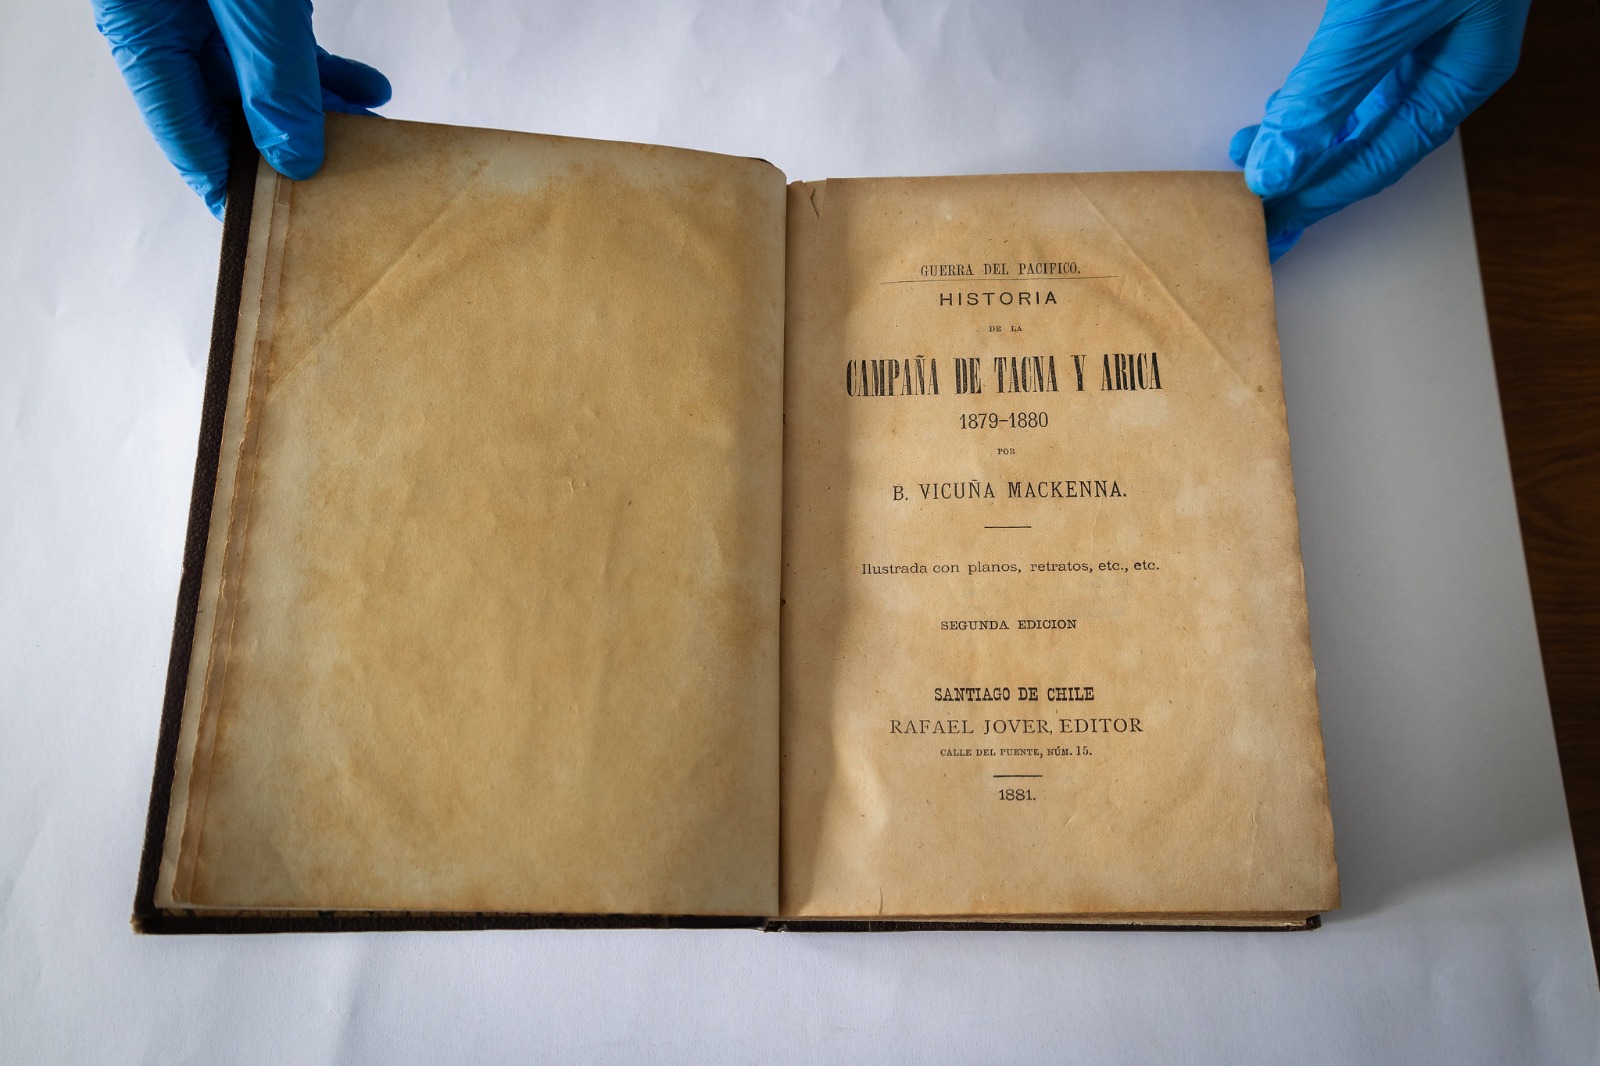 GUERRA DEL PACIFICO.
HISTORIA
DE LA
CAMPAÑA DE TACNA Y ARICA
1879-1880
POR
B. VICUÑA MACKENNA.
Ilustrada con planos, retratos, etc., etc.
SEGUNDA EDICION
SANTIAGO DE CHILE
RAFAEL JOVER, EDITOR
CALLE DEL PUENTE, NÚM. 15.
1881.